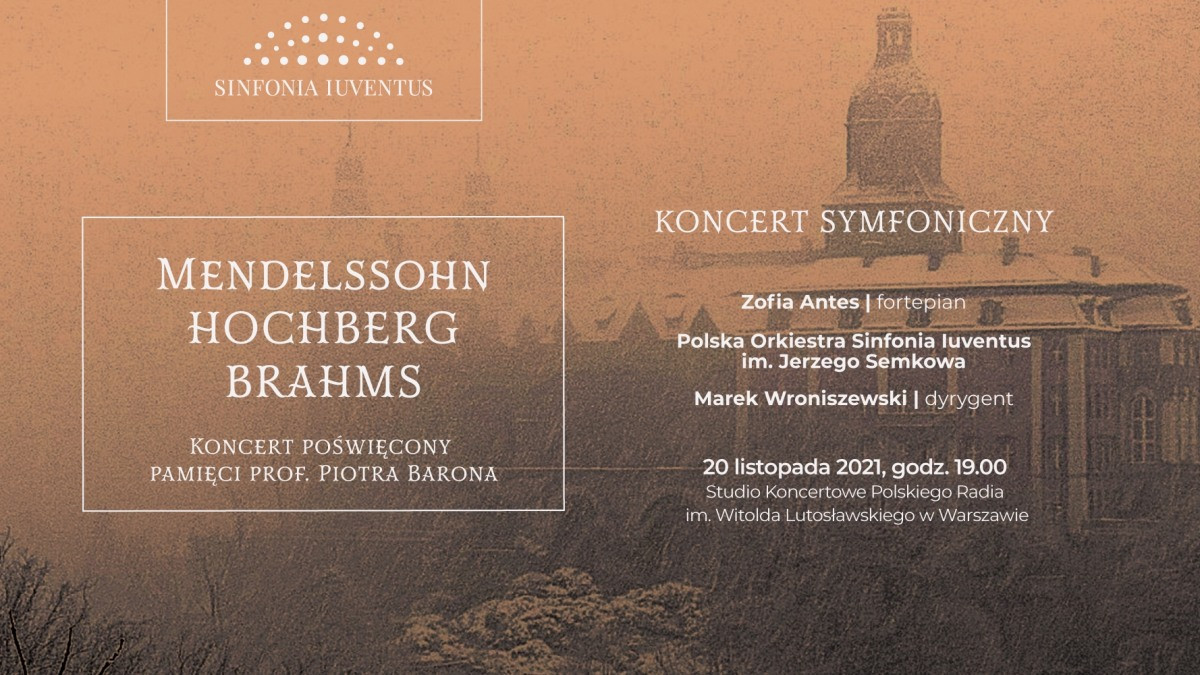 SINFONIA IUVENTUS
MENDELSSOHN
HOCHBERG
BRAHMS
KONCERT POŚWIĘCONY
PAMIĘCI PROF. PIOTRA BARONA
KONCERT SYMFONICZNY
Zofia Antes | fortepian
Polska Orkiestra Sinfonia Iuventus
im. Jerzego Semkowa
Marek Wroniszewski | dyrygent
20 listopada 2021, godz. 19.00
Studio Koncertowe Polskiego Radia
im. Witolda Lutosławskiego w Warszawie